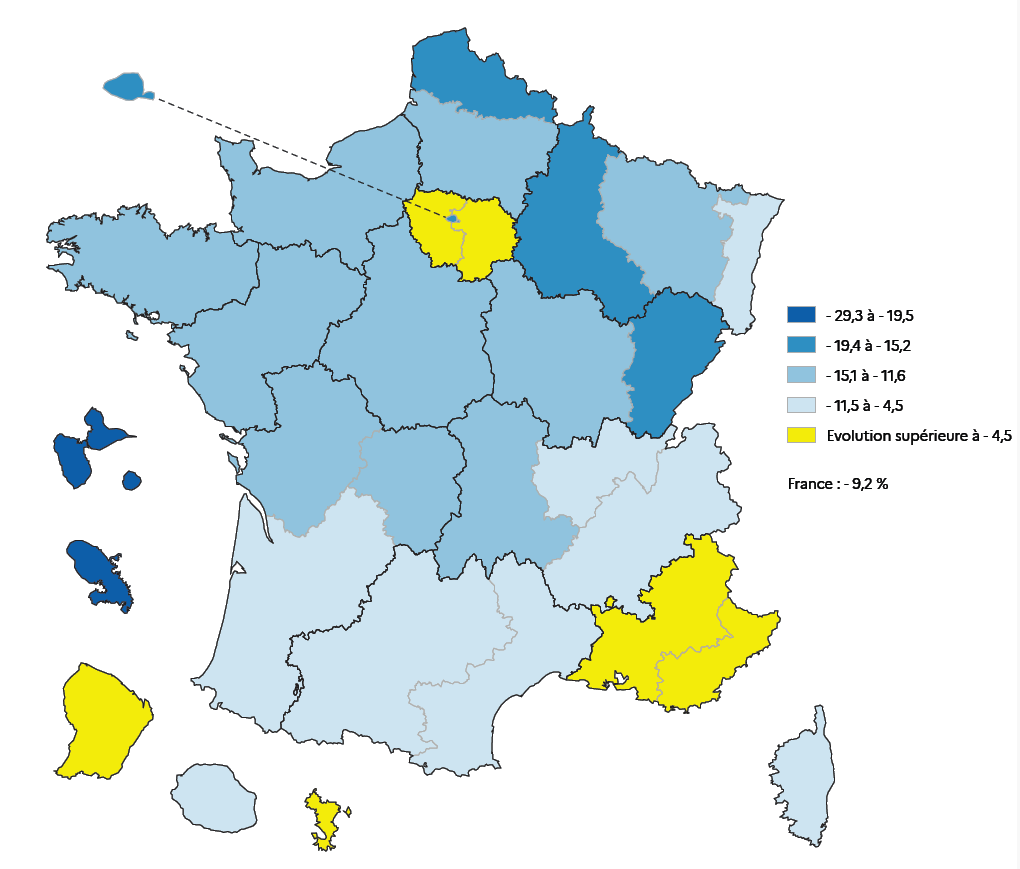 - 29,3 à - 19,5
- 19,4 à - 15,2
- 15,1 à - 11,6
- 11,5 à - 4,5
Evolution supérieure à - 4,5
France : - 9,2 %